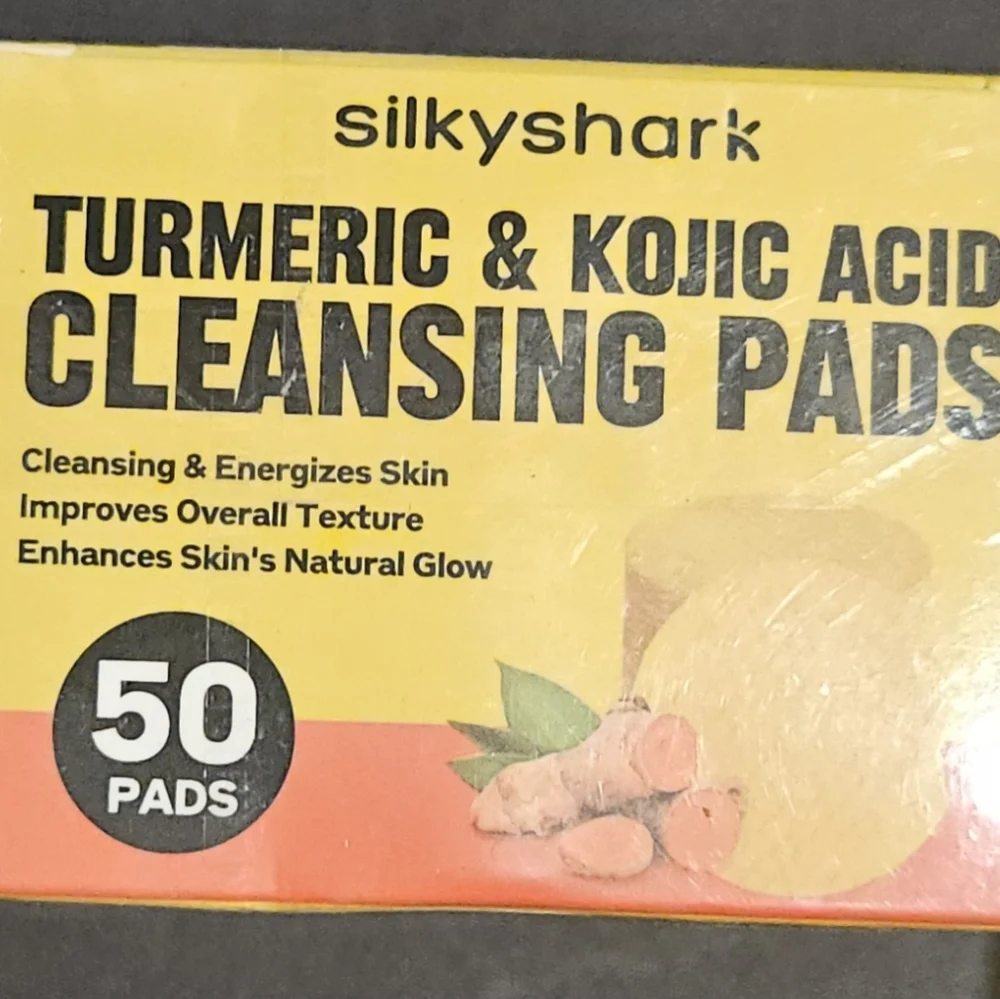 silkyshark
TURMERIC & KOJIC ACID
CLEANSING PADS
Cleansing & Energizes Skin
Improves Overall Texture
Enhances Skin's Natural Glow
50
PADS